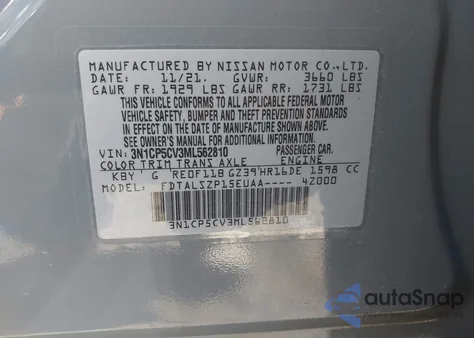 MANUFACTURED BY NISSAN MOTOR CO.,LTD.
DATE: 11/21. GVWR: 3660 LBS
GAWR FR: 1929 LBS GAWR RR: 1731 LBS
THIS VEHICLE CONFORMS TO ALL APPLICABLE FEDERAL MOTOR
VEHICLE SAFETY, BUMPER, AND THEFT PREVENTION STANDARDS
IN EFFECT ON THE DATE OF MANUFACTURE SHOWN ABOVE.
SEE OWNER'S MANUAL FOR ADDITIONAL INFORMATION.
VIN: 3N1CP5CV3ML562810 PASSENGER CAR.
COLOR TRIM TRANS AXLE ENGINE
KBY G RE0F11B GZ39 HR16DE 1598 CC
MODEL: FDTALSZP15EUAA-- 42000
3N1CP5CV3ML562810
autoSnap